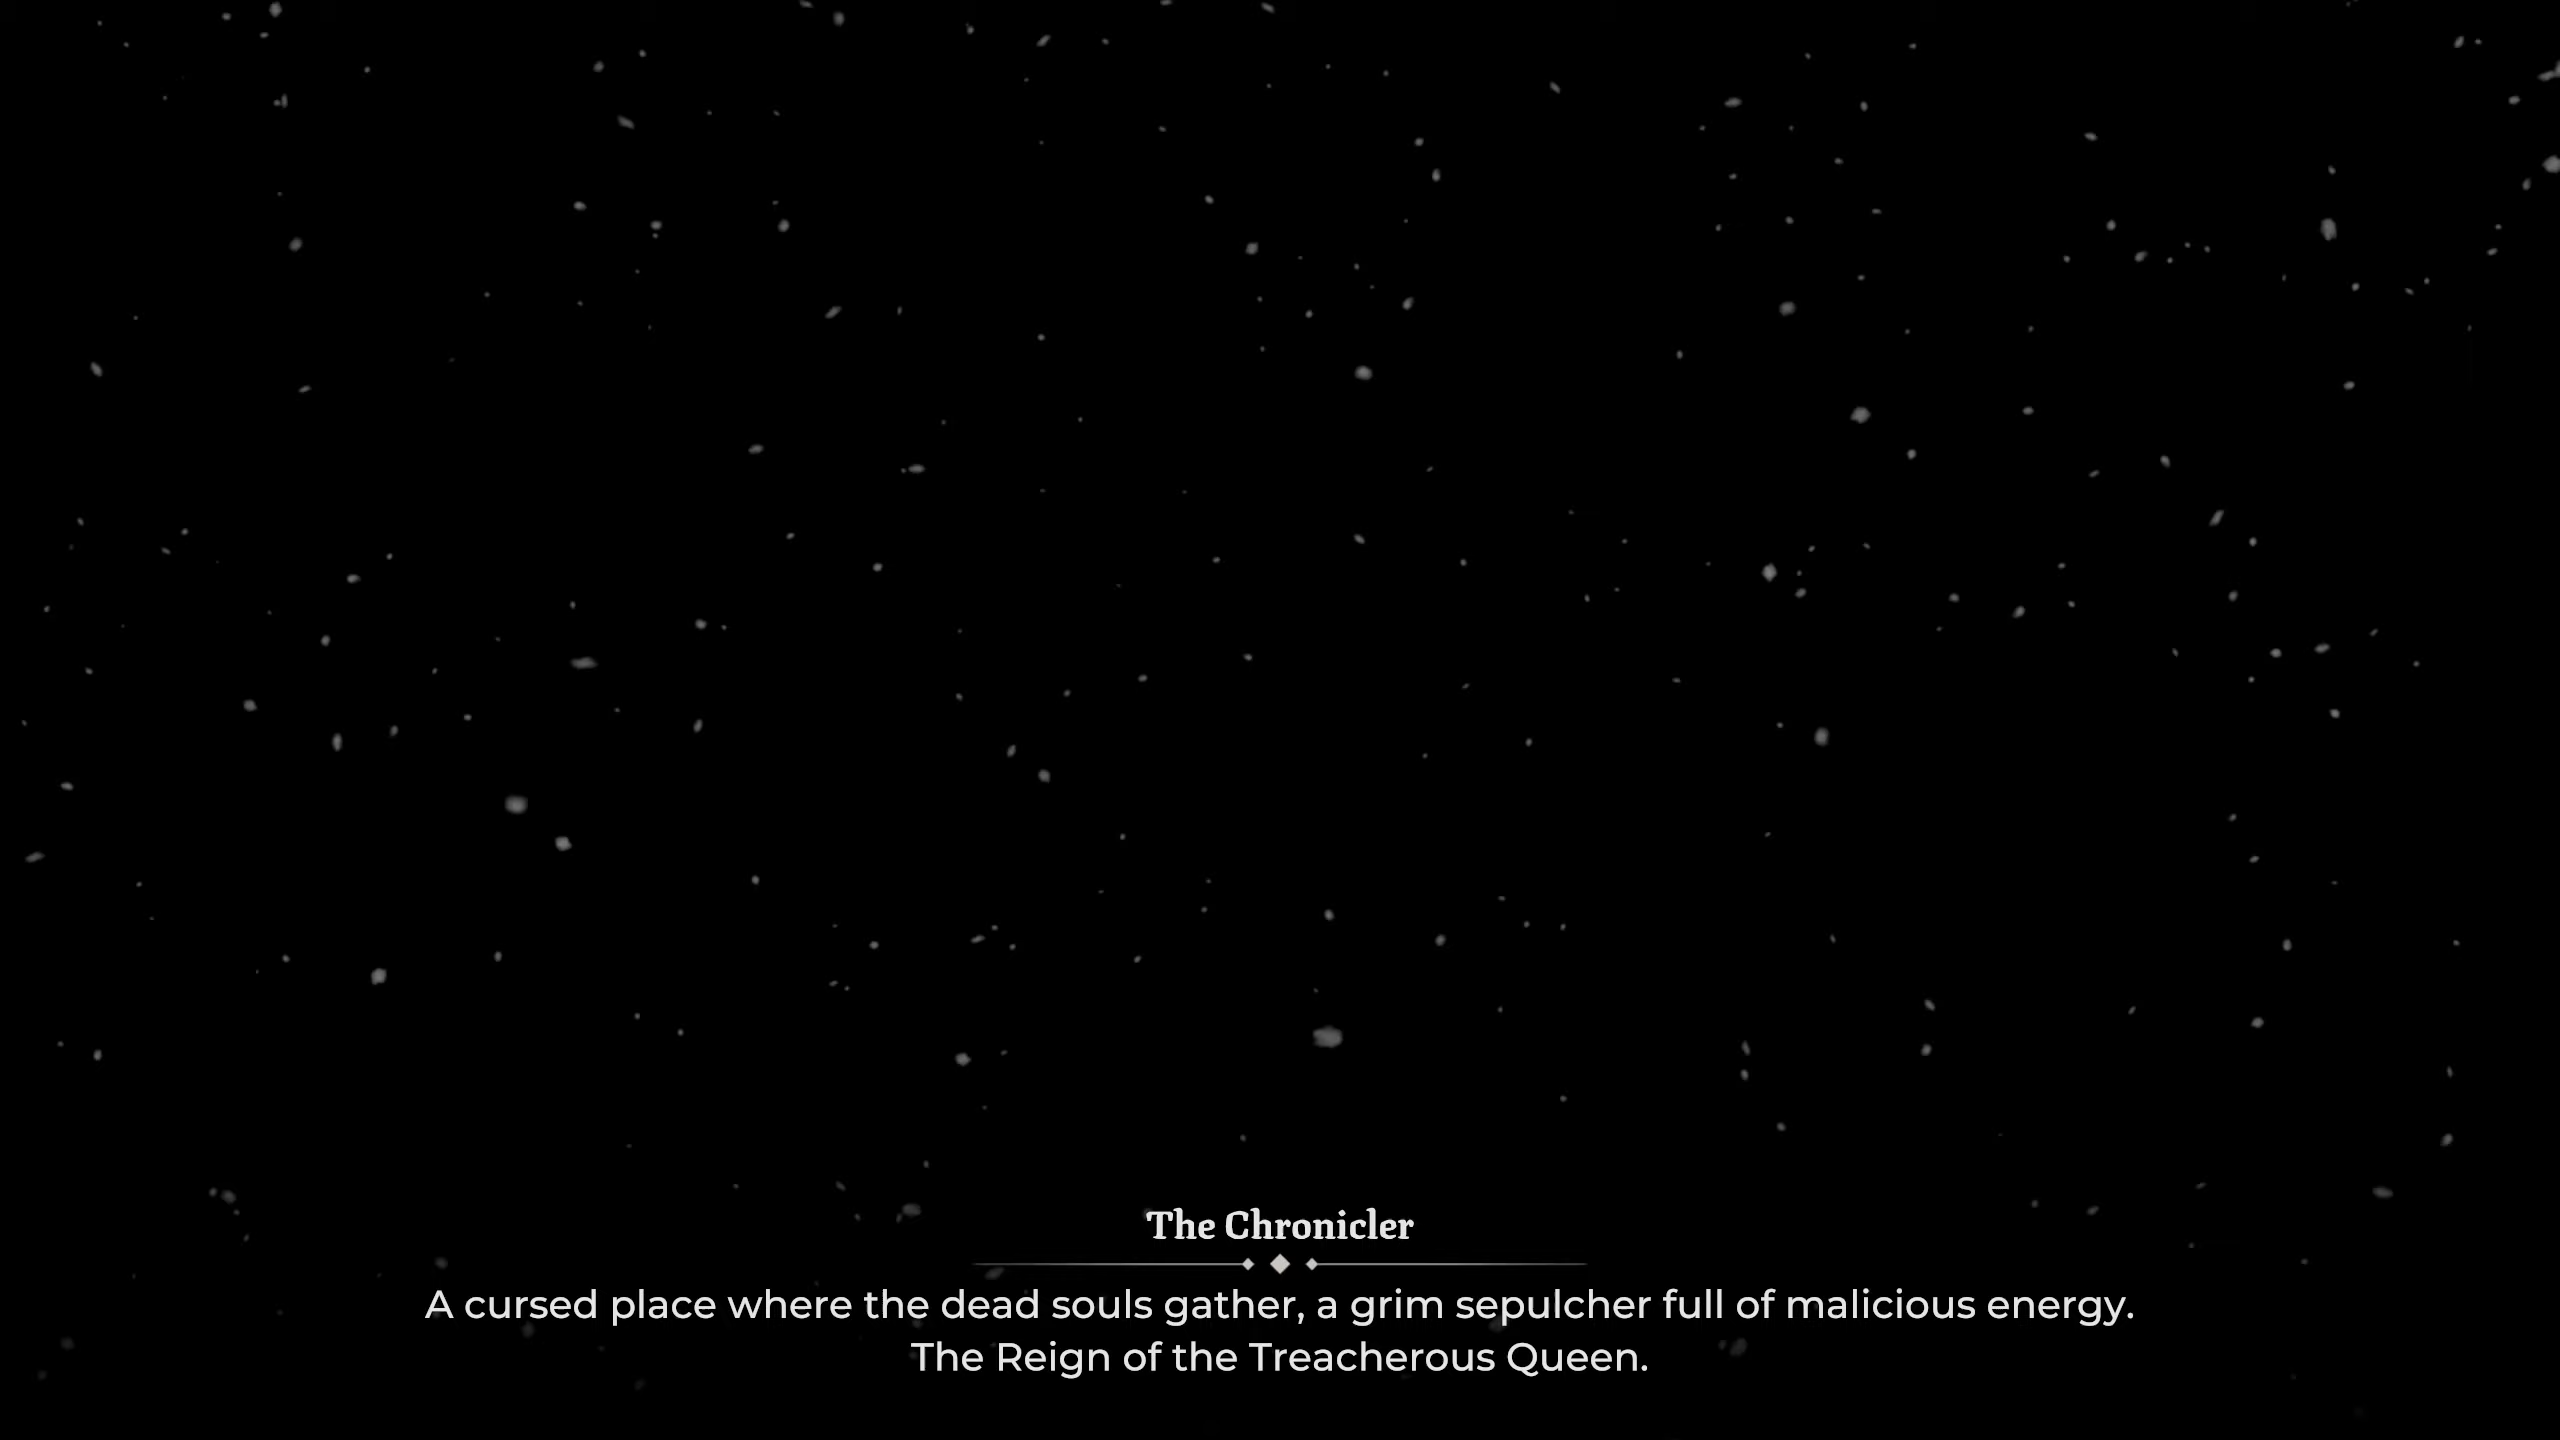 The Chronicler
A cursed place where the dead souls gather, a grim sepulcher full of malicious energy.
The Reign of the Treacherous Queen.